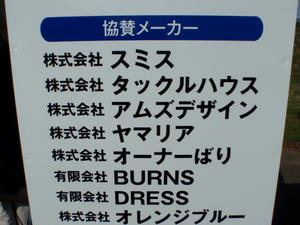 協賛メーカー
株式会社 スミス
株式会社 タックルハウス
株式会社 アムズデザイン
株式会社 ヤマリア
株式会社 オーナーばり
有限会社 BURNS
有限会社 DRESS
株式会社 オレンジブルー